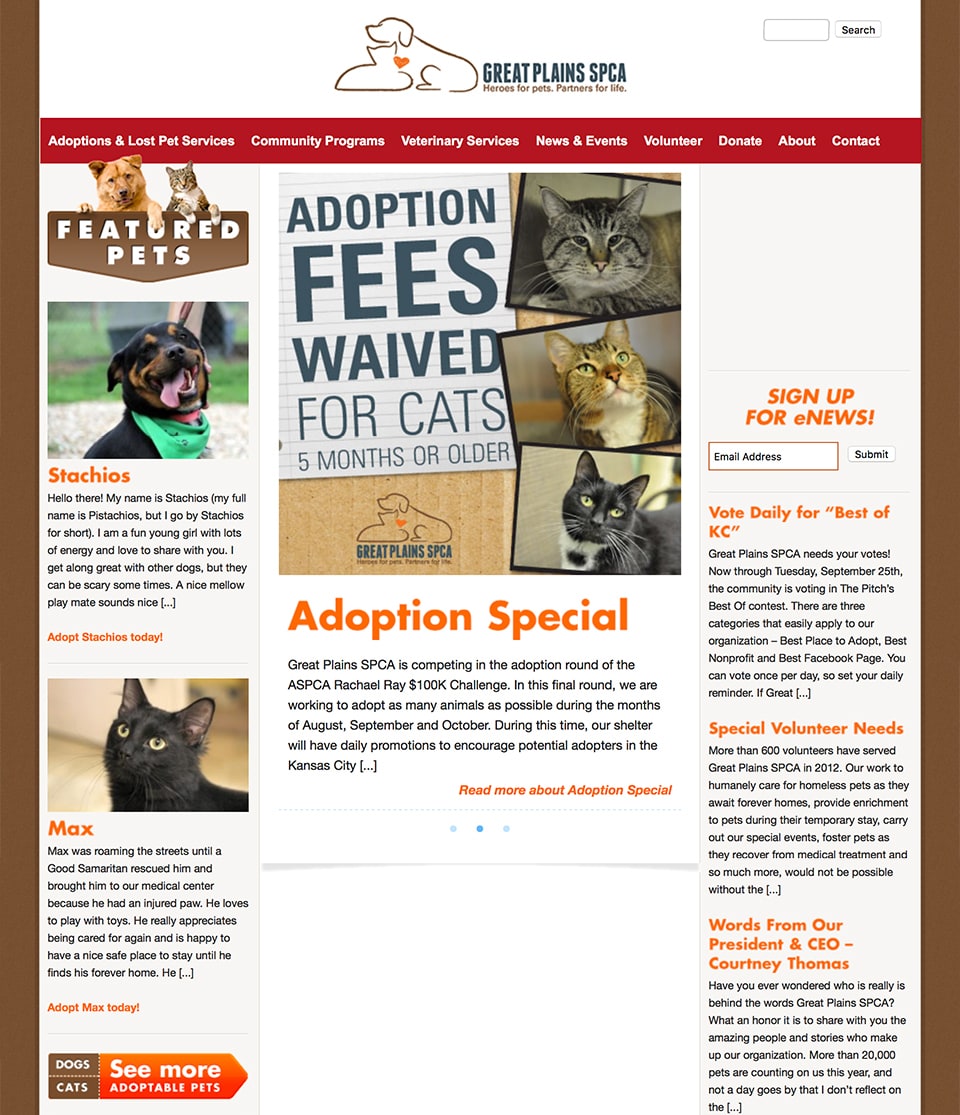 GREAT PLAINS SPCA
Heroes for pets. Partners for life.
Search
Adoptions & Lost Pet Services Community Programs Veterinary Services News & Events Volunteer Donate About Contact
FEATURED
PETS
Stachios
Hello there! My name is Stachios (my full
name is Pistachios, but I go by Stachios
for short). I am a fun young girl with lots
of energy and love to share with you. I
get along great with other dogs, but they
can be scary some times. A nice mellow
play mate sounds nice [...]
Adopt Stachios today!
Max
Max was roaming the streets until a
Good Samaritan rescued him and
brought him to our medical center
because he had an injured paw. He loves
to play with toys. He really appreciates
being cared for again and is happy to
have a nice safe place to stay until he
finds his forever home. He [...]
Adopt Max today!
DOGS
CATS
See more
ADOPTABLE PETS
ADOPTION
FEES
WAIVED
FOR CATS
5 MONTHS OR OLDER
GREAT PLAINS SPCA
Heroes for pets. Partners for life.
Adoption Special
Great Plains SPCA is competing in the adoption round of the
ASPCA Rachael Ray $100K Challenge. In this final round, we are
working to adopt as many animals as possible during the months
of August, September and October. During this time, our shelter
will have daily promotions to encourage potential adopters in the
Kansas City [...]
Read more about Adoption Special
SIGN UP
FOR eNEWS!
Email Address
Submit
Vote Daily for “Best of
KC”
Great Plains SPCA needs your votes!
Now through Tuesday, September 25th,
the community is voting in The Pitch’s
Best Of contest. There are three
categories that easily apply to our
organization – Best Place to Adopt, Best
Nonprofit and Best Facebook Page. You
can vote once per day, so set your daily
reminder. If Great [...]
Special Volunteer Needs
More than 600 volunteers have served
Great Plains SPCA in 2012. Our work to
humanely care for homeless pets as they
await forever homes, provide enrichment
to pets during their temporary stay, carry
out our special events, foster pets as
they recover from medical treatment and
so much more, would not be possible
without the [...]
Words From Our
President & CEO –
Courtney Thomas
Have you ever wondered who is really is
behind the words Great Plains SPCA?
What an honor it is to share with you the
amazing people and stories who make
up our organization. More than 20,000
pets are counting on us this year, and
not a day goes by that I don’t reflect on
the [...]